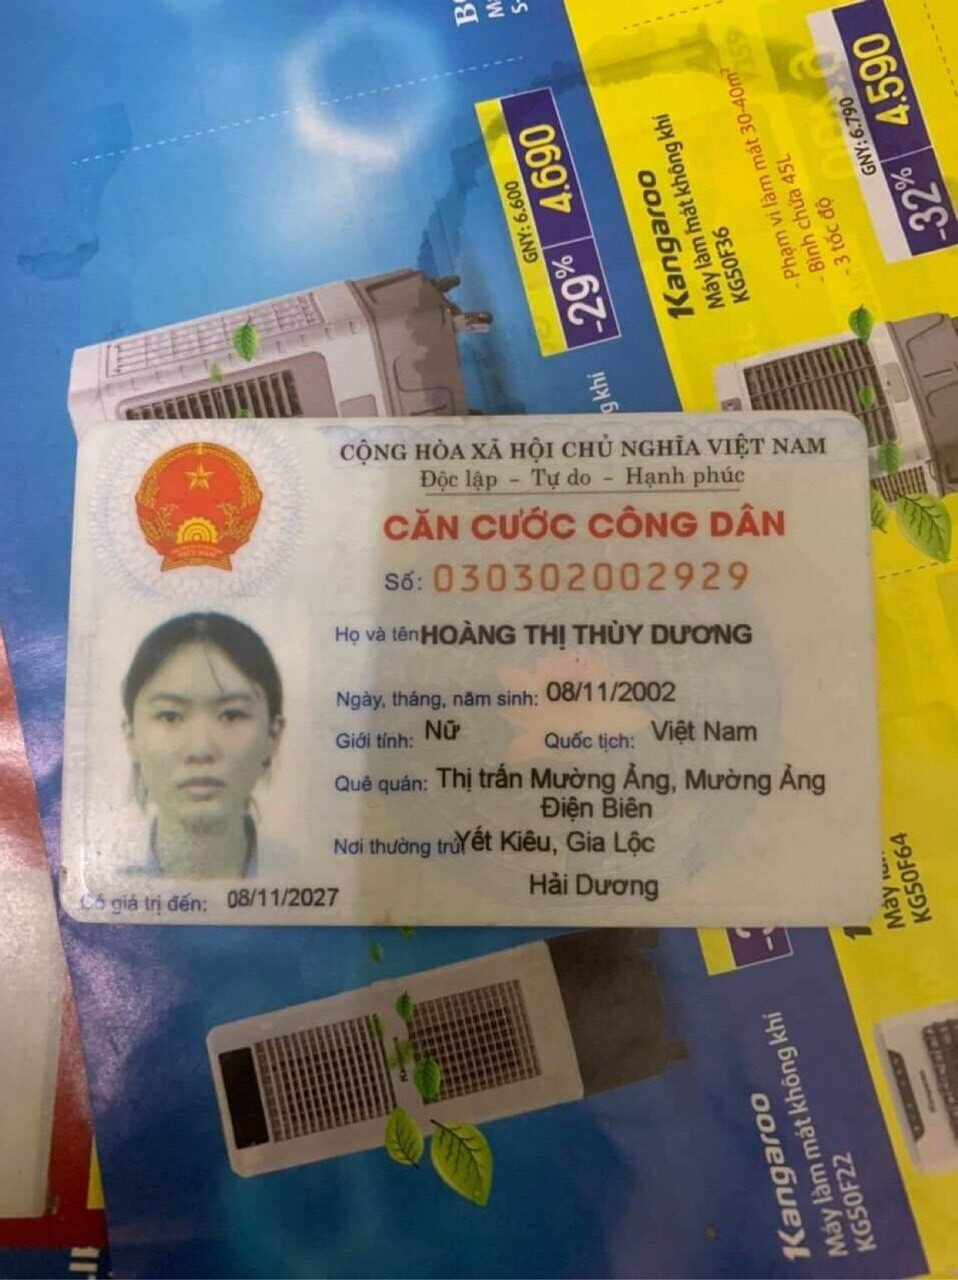 GNY: 6.600
-29% 4.690
Kangaroo
Máy làm mát không khí
KG50F36
- Phạm vi làm mát 30-40m²
- Bình chứa 45L
- 3 tốc độ
GNY: 6.790
-32% 4.590
CỘNG HÒA XÃ HỘI CHỦ NGHĨA VIỆT NAM
Độc lập - Tự do - Hạnh phúc
CĂN CƯỚC CÔNG DÂN
Số: 030302002929
Họ và tên HOÀNG THỊ THÙY DƯƠNG
Ngày, tháng, năm sinh: 08/11/2002
Giới tính: Nữ Quốc tịch: Việt Nam
Quê quán: Thị trấn Mường Ảng, Mường Ảng
Điện Biên
Nơi thường trú: Yết Kiêu, Gia Lộc
Hải Dương
Có giá trị đến: 08/11/2027
KG50F64
Kangaroo
Máy làm mát không khí
KG50F22